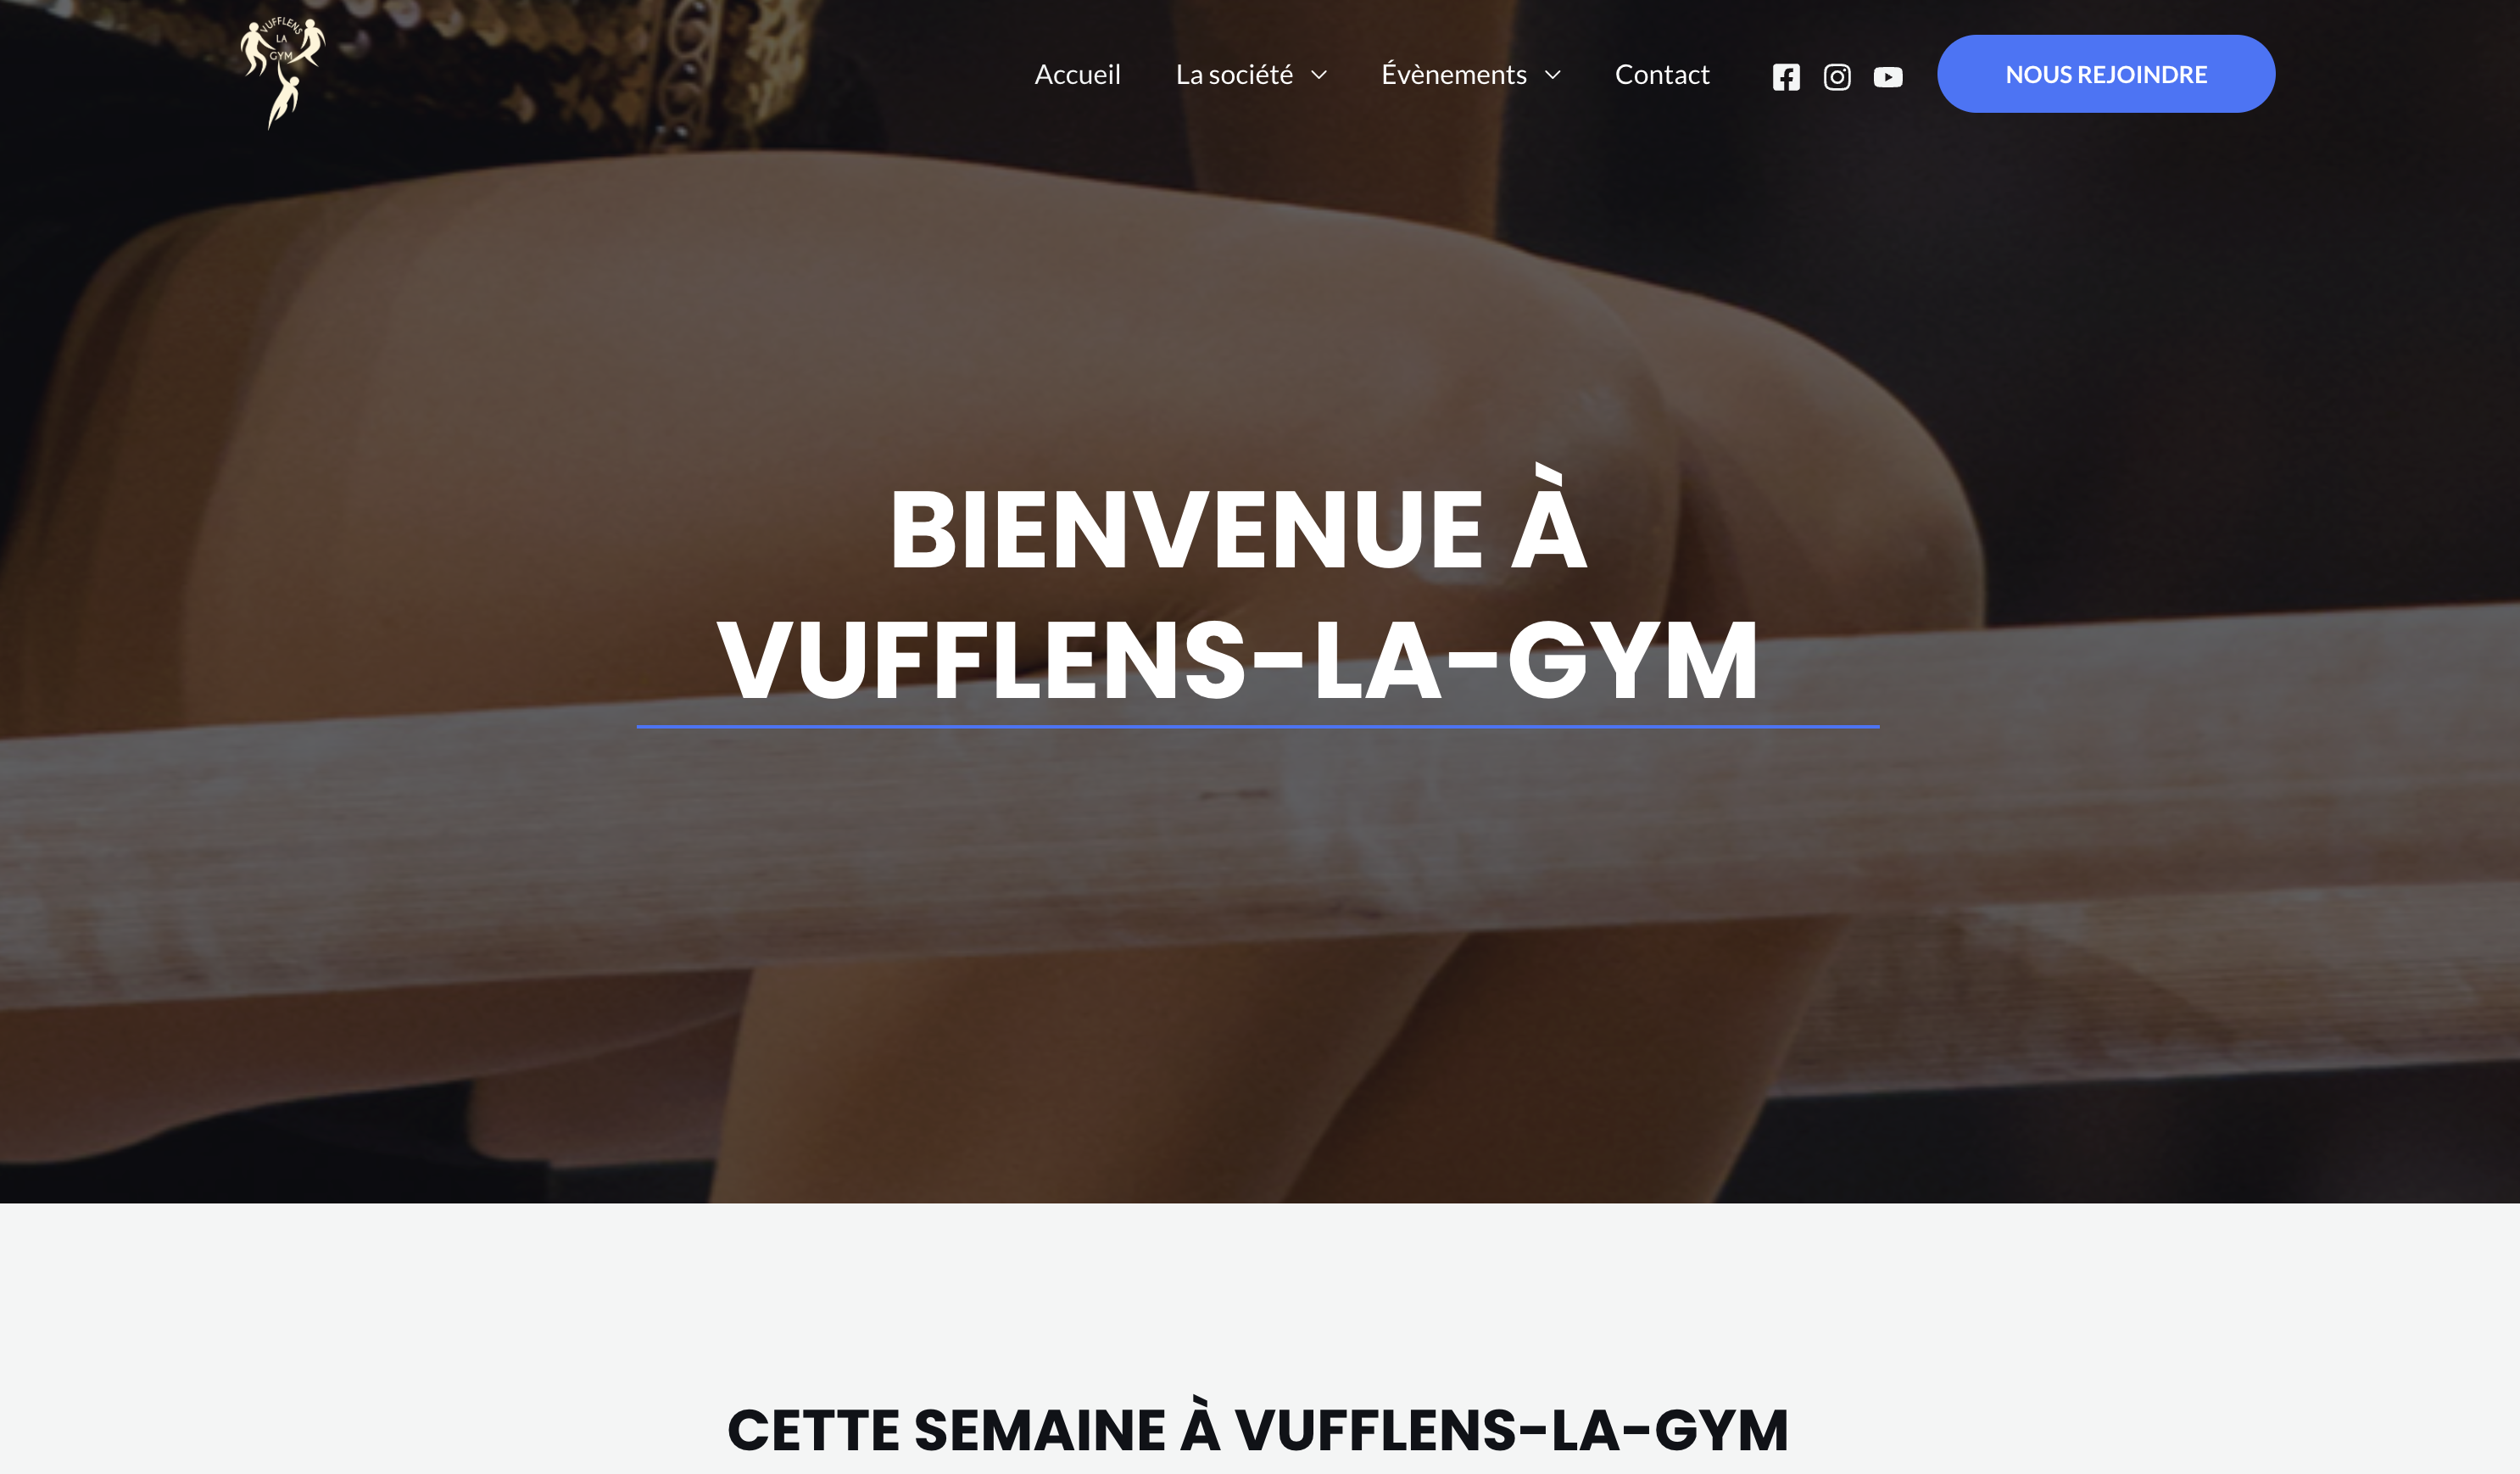 VUFFLENS
LA
GYM
Accueil
La société
Évènements
Contact
NOUS REJOINDRE
BIENVENUE À
VUFFLENS-LA-GYM
CETTE SEMAINE À VUFFLENS-LA-GYM